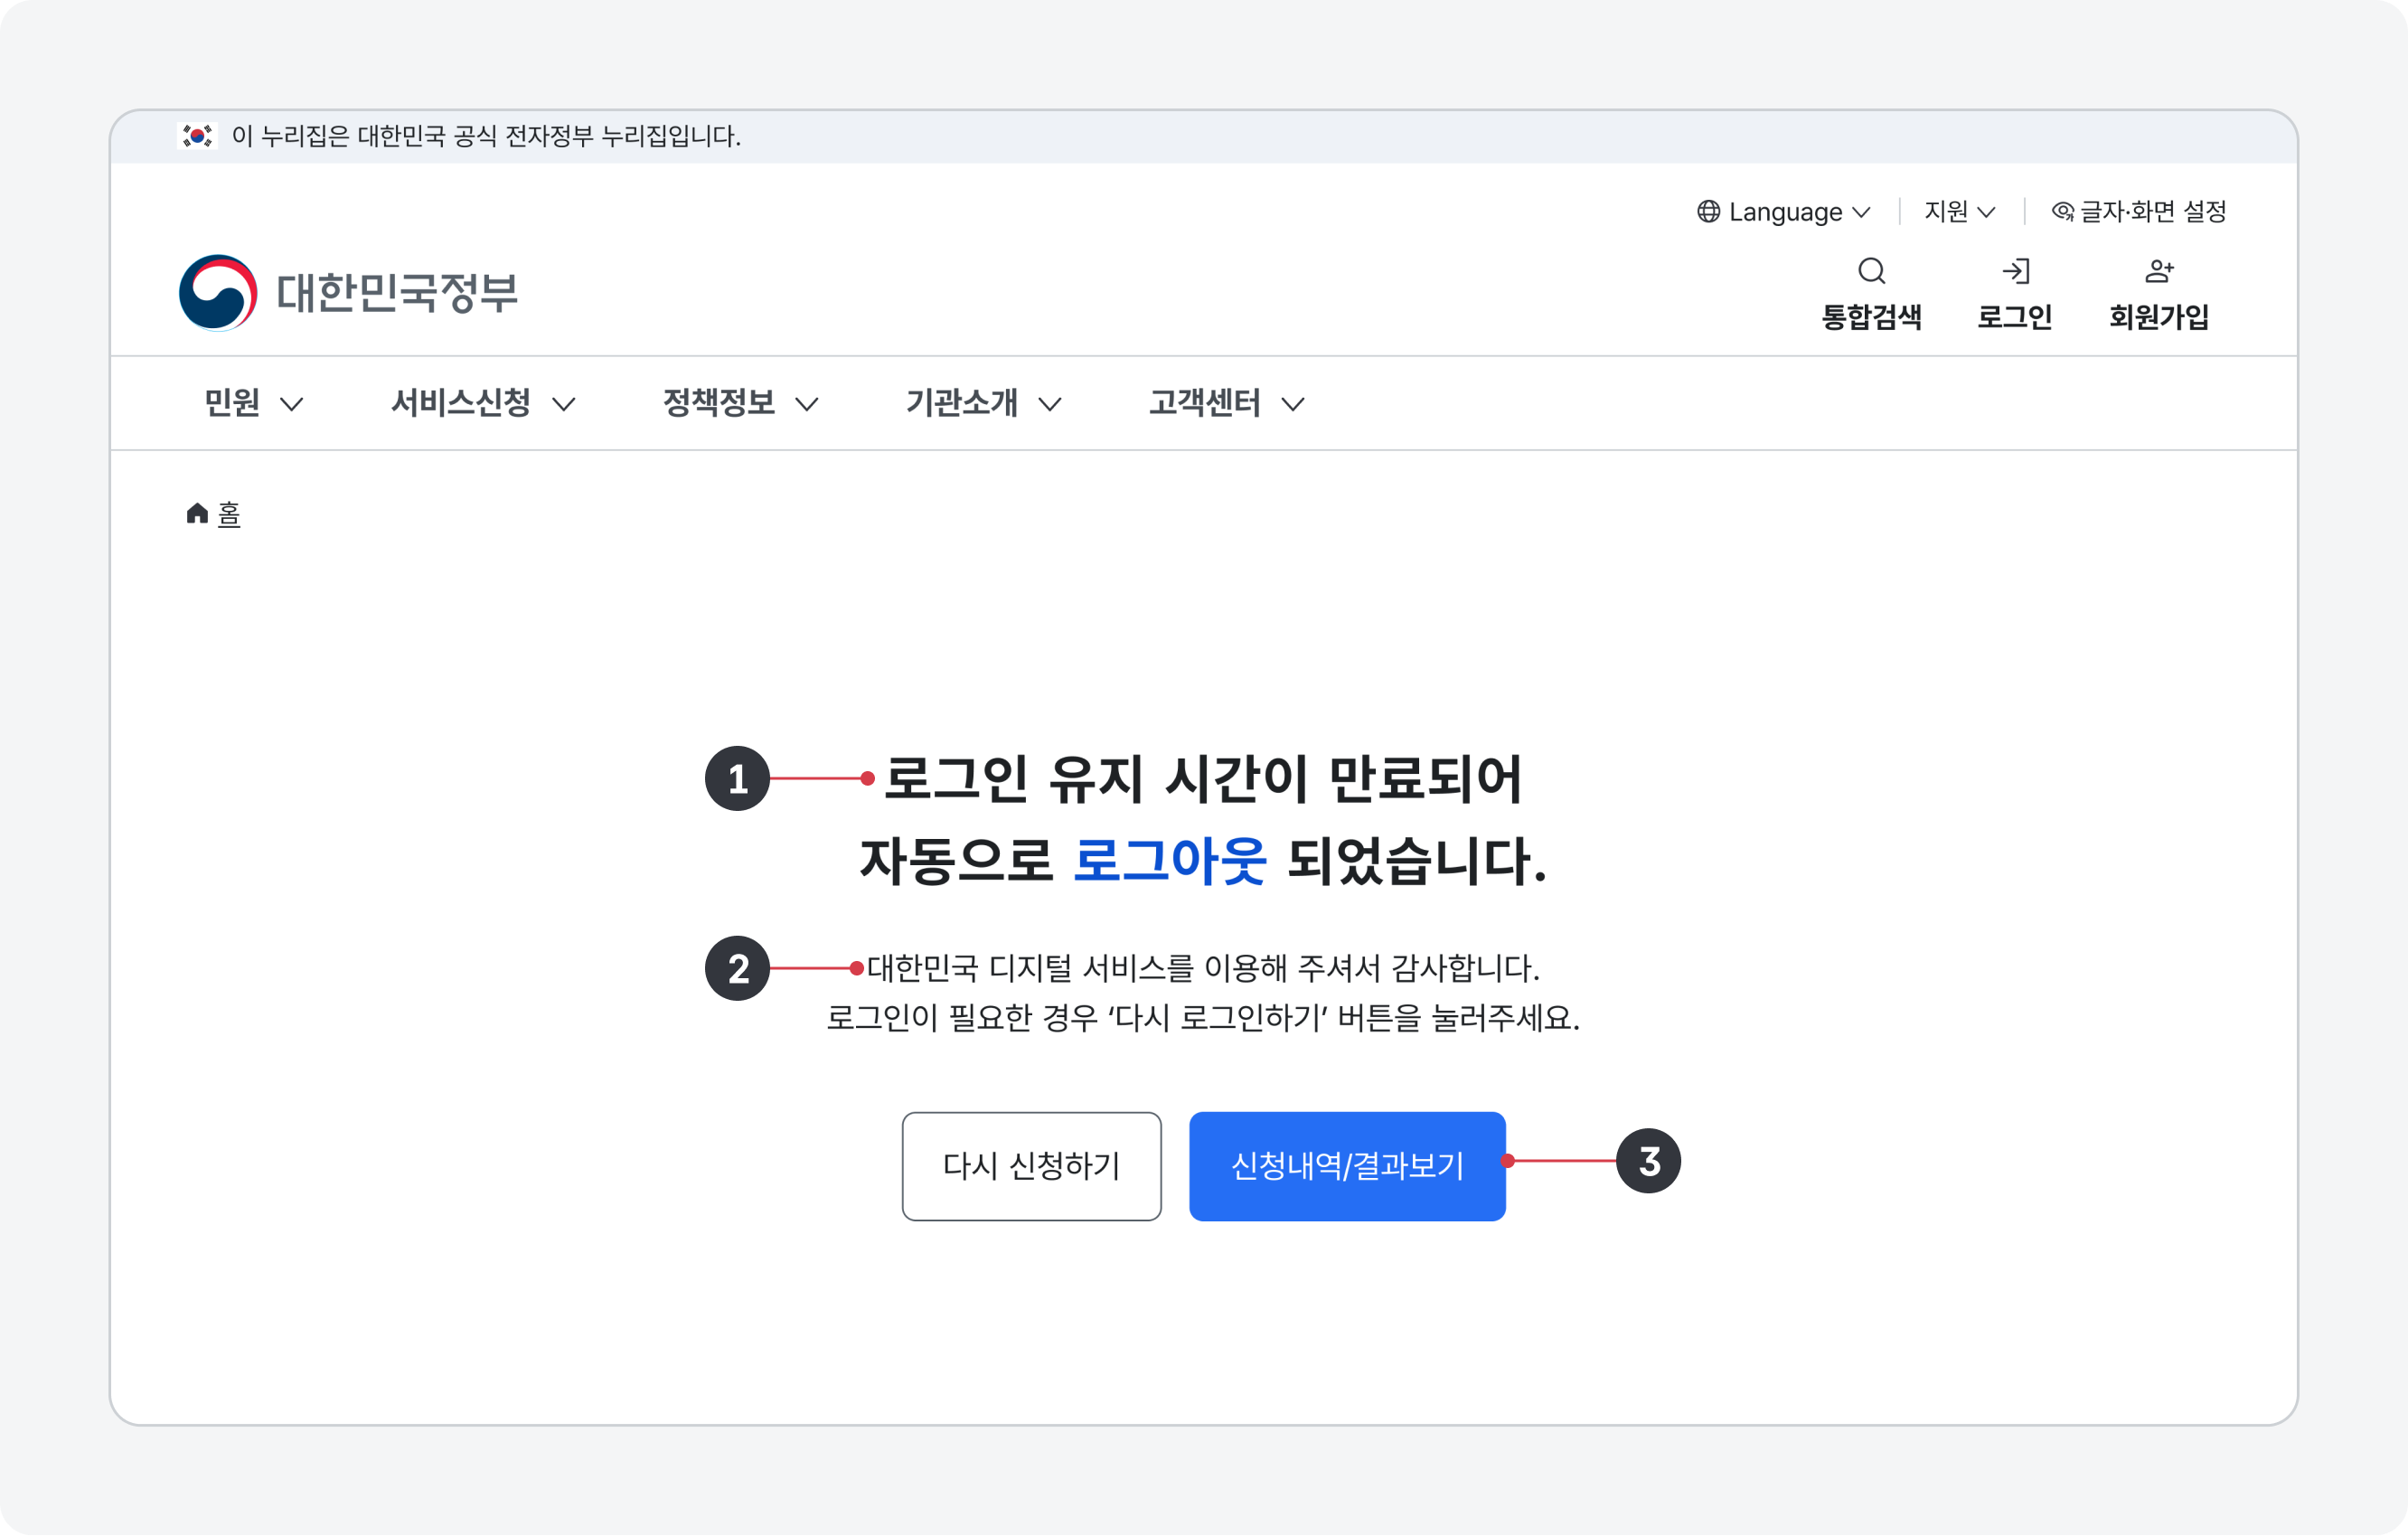 이 누리집은 대한민국 공식 전자정부 누리집입니다.
Language 지원 글자·화면 설정
대한민국정부
통합검색 로그인 회원가입
민원 서비스신청 정책정보 기관소개 고객센터
홈
1 로그인 유지 시간이 만료되어
자동으로 로그아웃 되었습니다.
2 대한민국 디지털 서비스를 이용해 주셔서 감사합니다.
로그인이 필요한 경우 ‘다시 로그인하기’ 버튼을 눌러주세요.
다시 신청하기 신청내역/결과보기 3